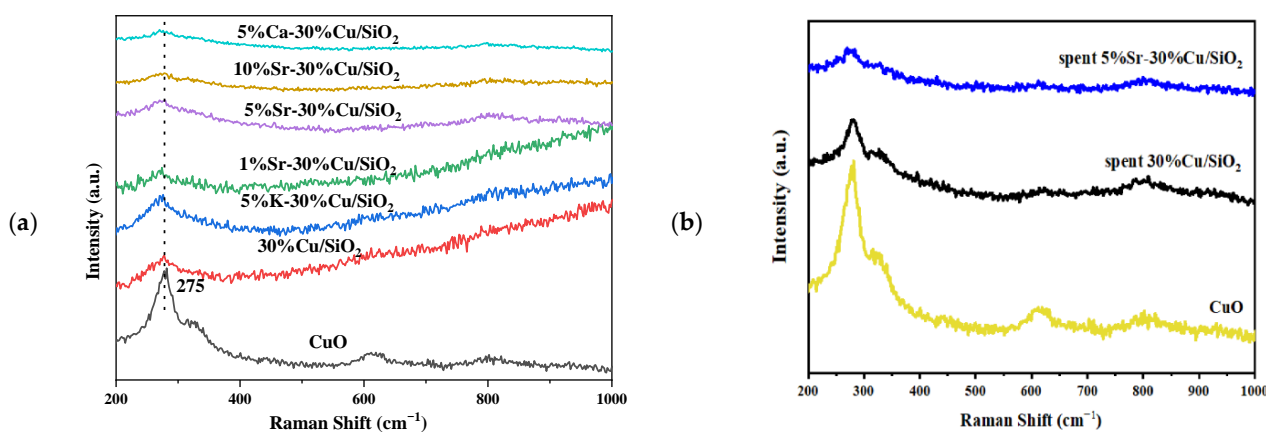 (a)
Intensity (a.u.)
5%Ca-30%Cu/SiO₂
10%Sr-30%Cu/SiO₂
5%Sr-30%Cu/SiO₂
1%Sr-30%Cu/SiO₂
5%K-30%Cu/SiO₂
30%Cu/SiO₂
275
CuO
200 400 600 800 1000
Raman Shift (cm⁻¹)
(b)
Intensity (a.u.)
spent 5%Sr-30%Cu/SiO₂
spent 30%Cu/SiO₂
CuO
200 300 400 500 600 700 800 900 1000
Raman Shift (cm⁻¹)